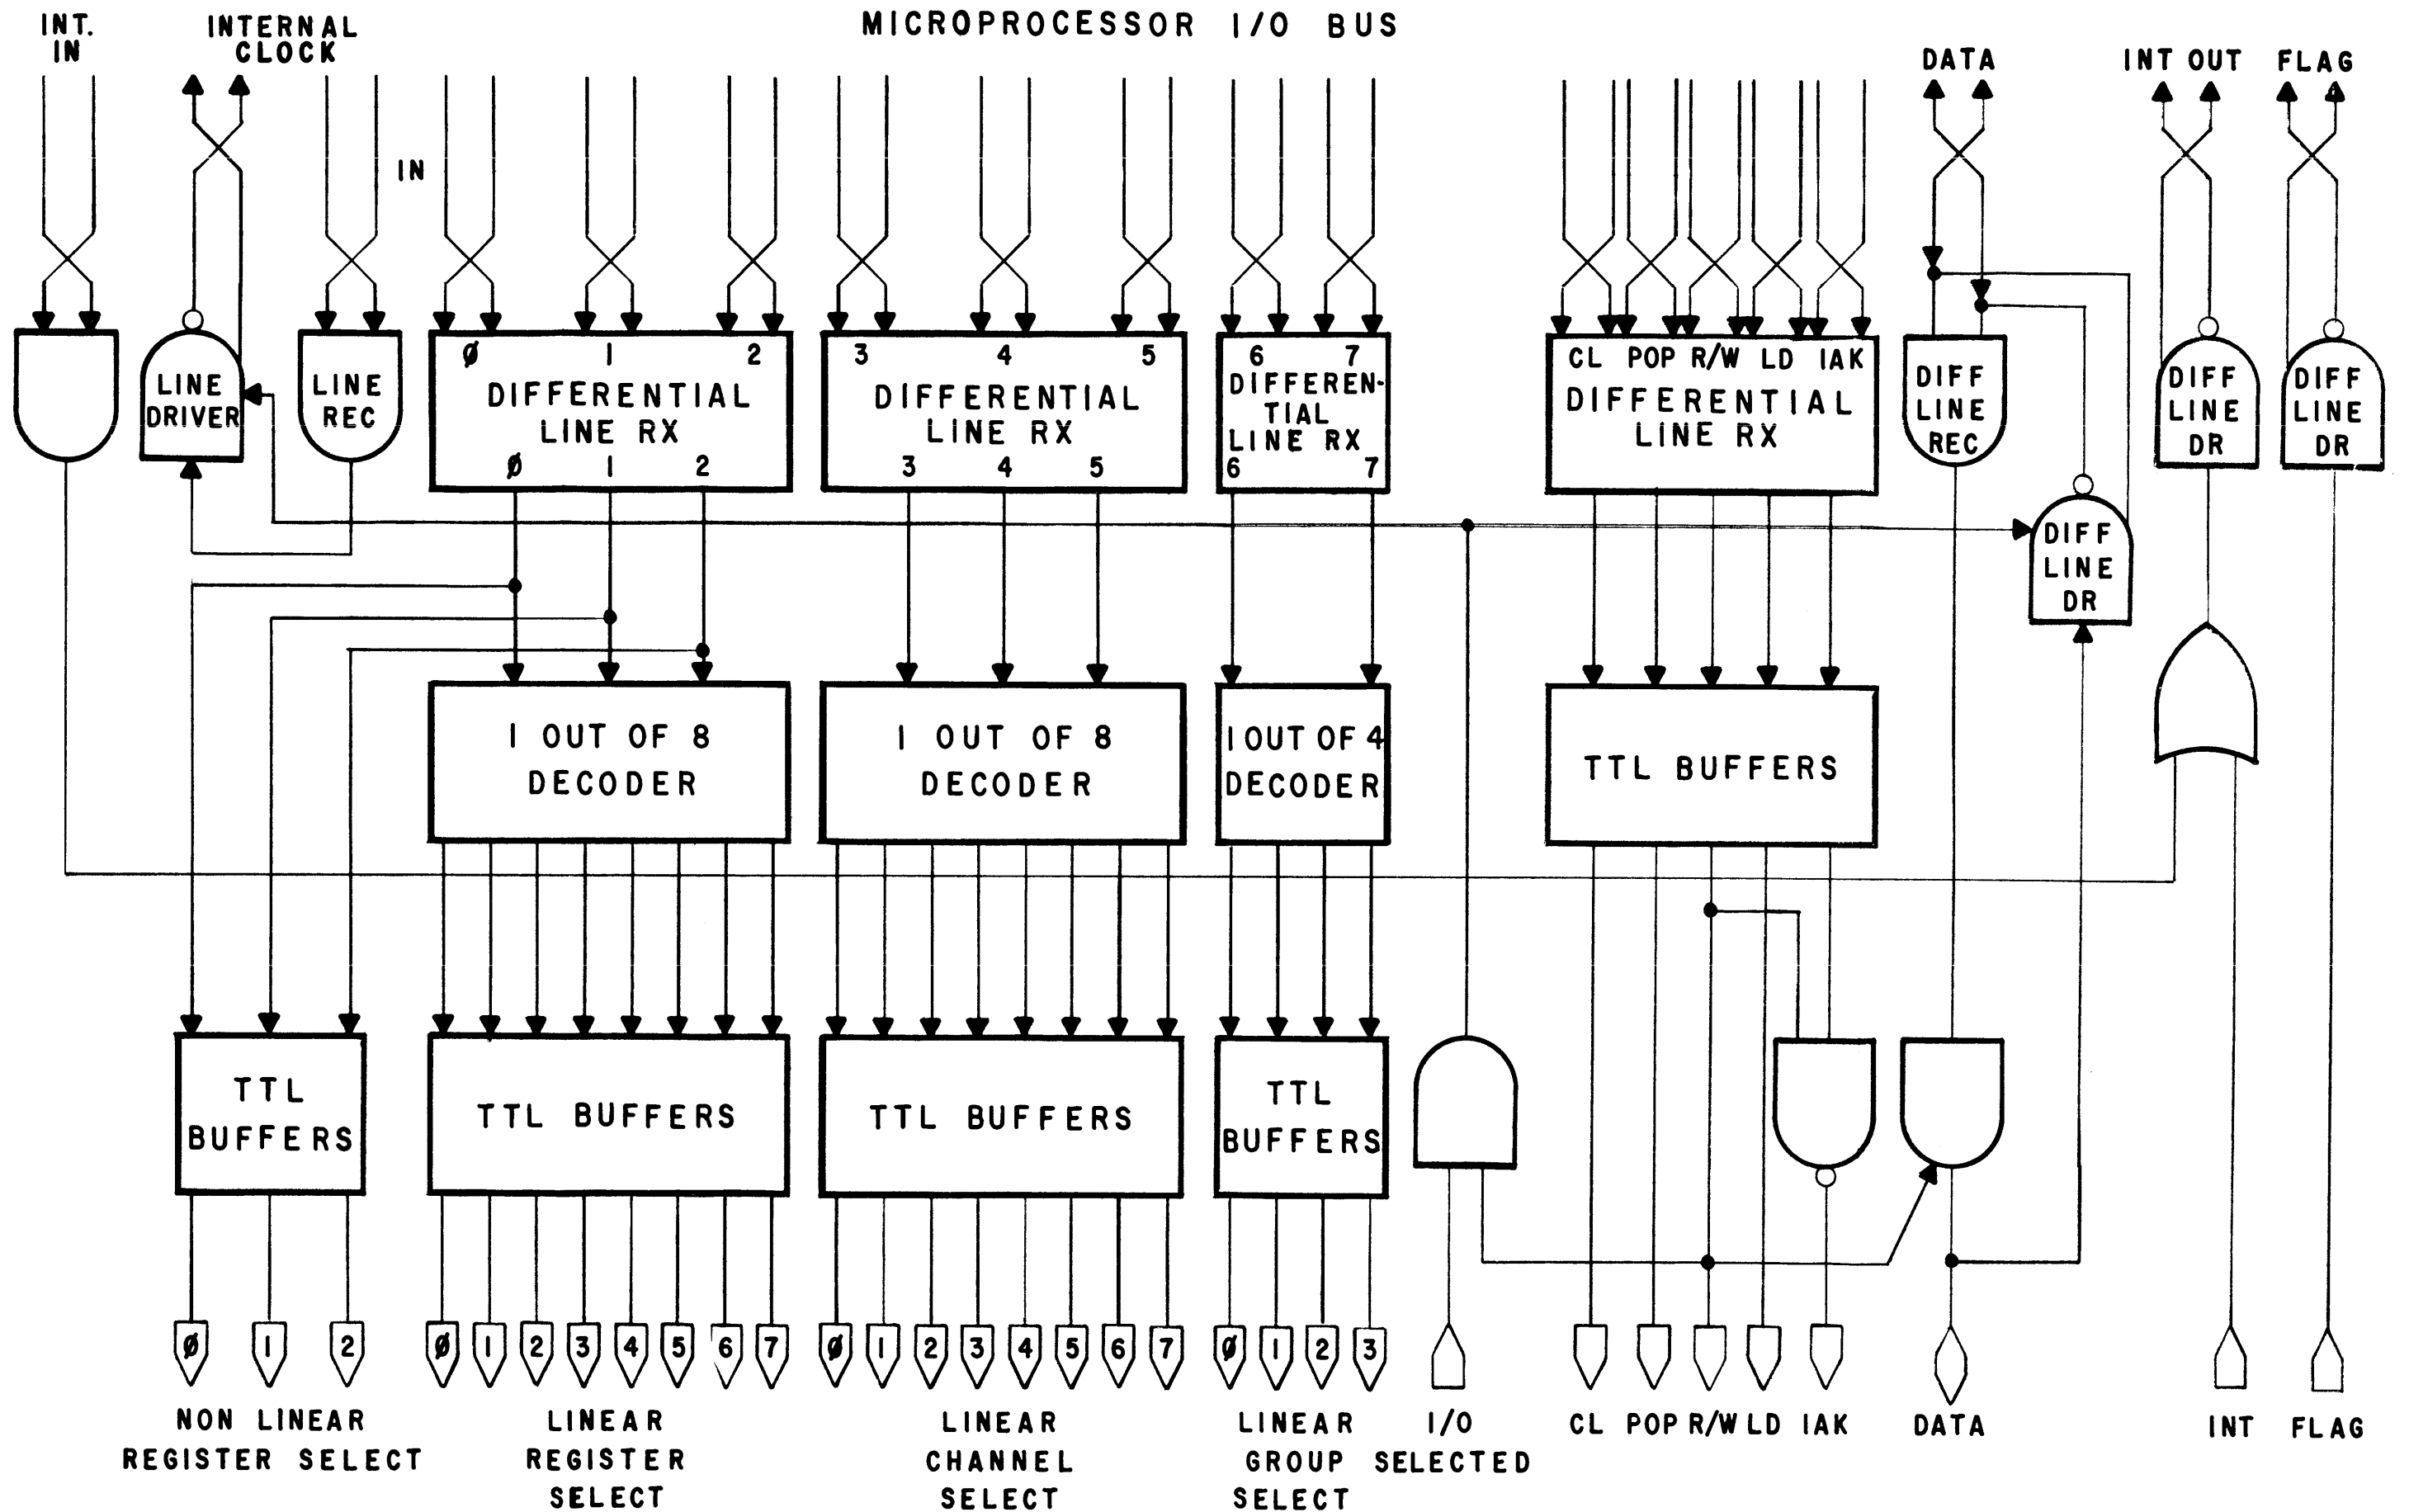 MICROPROCESSOR I/O BUS
INT.
IN
INTERNAL
CLOCK
IN
DATA
INT OUT
FLAG
LINE
DRIVER
LINE
REC
Ø 1 2
DIFFERENTIAL
LINE RX
Ø 1 2
3 4 5
DIFFERENTIAL
LINE RX
3 4 5
6 7
DIFFEREN-
TIAL
LINE RX
6 7
CL POP R/W LD IAK
DIFFERENTIAL
LINE RX
DIFF
LINE
REC
DIFF
LINE
DR
DIFF
LINE
DR
DIFF
LINE
DR
1 OUT OF 8
DECODER
1 OUT OF 8
DECODER
1 OUT OF 4
DECODER
TTL BUFFERS
TTL
BUFFERS
TTL BUFFERS
TTL BUFFERS
TTL
BUFFERS
Ø 1 2
Ø 1 2 3 4 5 6 7
Ø 1 2 3 4 5 6 7
Ø 1 2 3
NON LINEAR
REGISTER SELECT
LINEAR
REGISTER
SELECT
LINEAR
CHANNEL
SELECT
LINEAR
GROUP
SELECT
I/O
SELECTED
CL POP R/W LD IAK
DATA
INT
FLAG